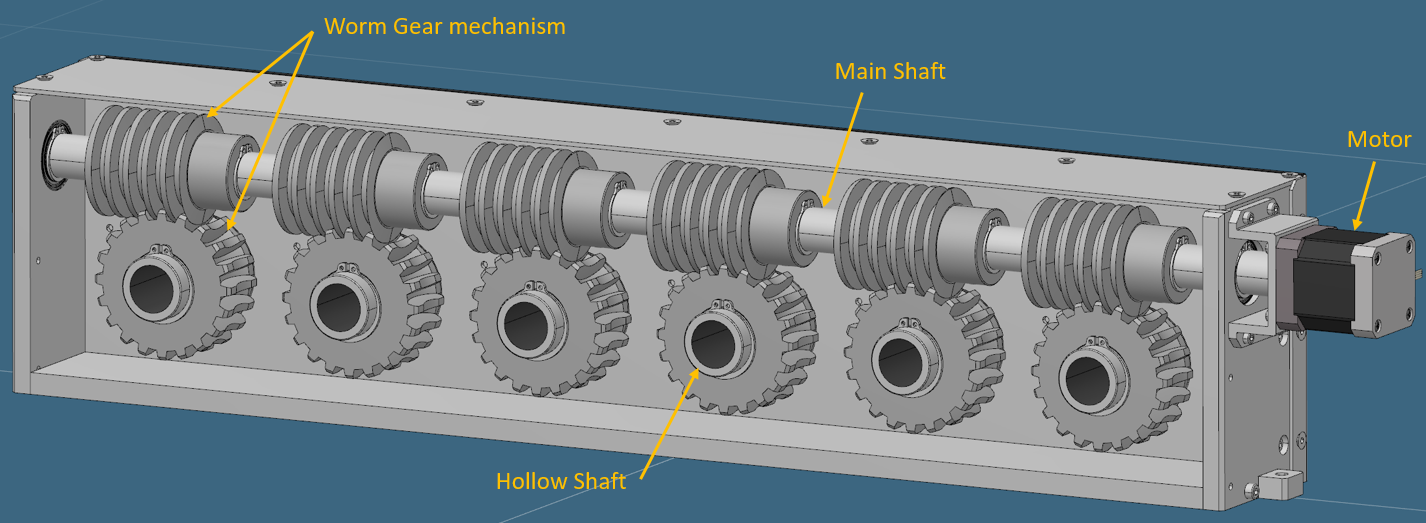 Worm Gear mechanism
Main Shaft
Motor
Hollow Shaft